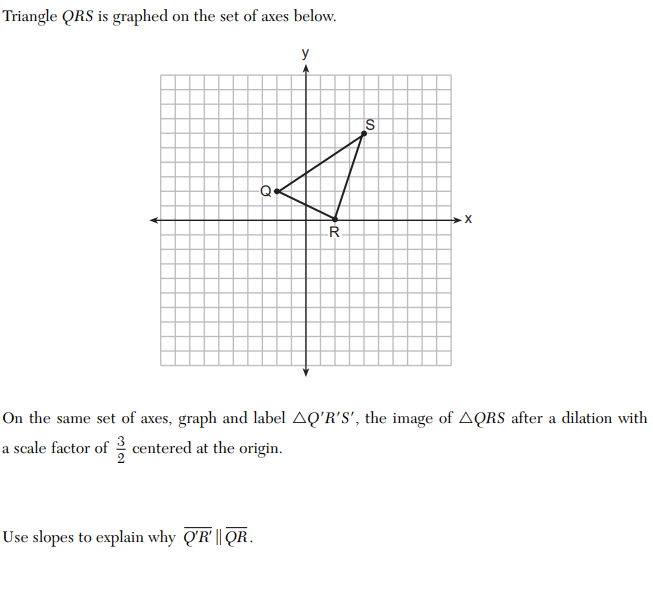 Triangle QRS is graphed on the set of axes below.
y
S
Q
x
R
On the same set of axes, graph and label △Q′R′S′, the image of △QRS after a dilation with
a scale factor of 3/2 centered at the origin.
Use slopes to explain why Q′R′ || QR.